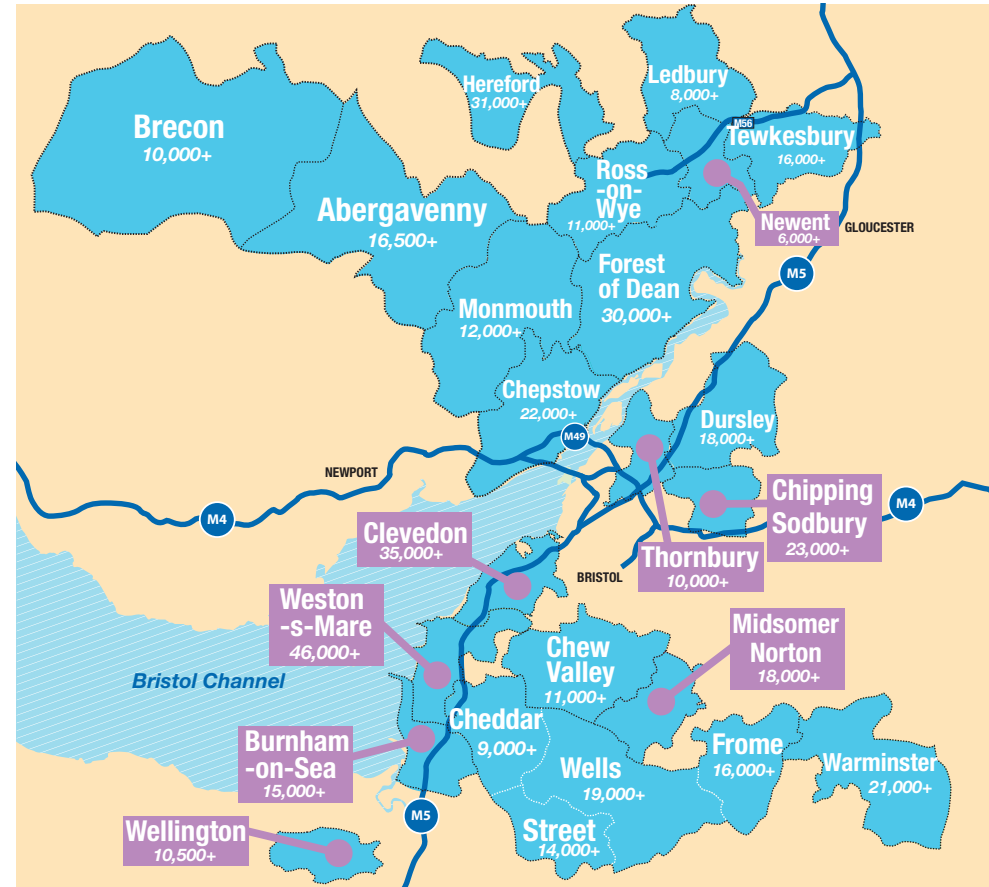 Ledbury
8,000+
Hereford
31,000+
Brecon
10,000+
M56
Tewkesbury
16,000+
Ross
-on-
Wye
11,000+
Abergavenny
16,500+
Newent
6,000+
GLOUCESTER
M5
Forest
of Dean
30,000+
Monmouth
12,000+
Chepstow
22,000+
Dursley
18,000+
M49
NEWPORT
M4
Chipping
Sodbury
23,000+
M4
Clevedon
35,000+
Thornbury
10,000+
BRISTOL
Weston
-s-Mare
46,000+
Midsomer
Norton
18,000+
Chew
Valley
11,000+
Bristol Channel
Cheddar
9,000+
Burnham
-on-Sea
15,000+
Wells
19,000+
Frome
16,000+
Warminster
21,000+
M5
Wellington
10,500+
Street
14,000+